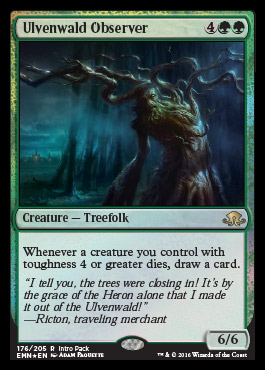 Ulvenwald Observer 4
Creature — Treefolk
Whenever a creature you control with
toughness 4 or greater dies, draw a card.
“I tell you, the trees were closing in! It’s by
the grace of the Heron alone that I made
it out of the Ulvenwald!”
—Ricton, traveling merchant
6/6
176/205 R Intro Pack
EMN★EN Adam Paquette ™ & © 2016 Wizards of the Coast